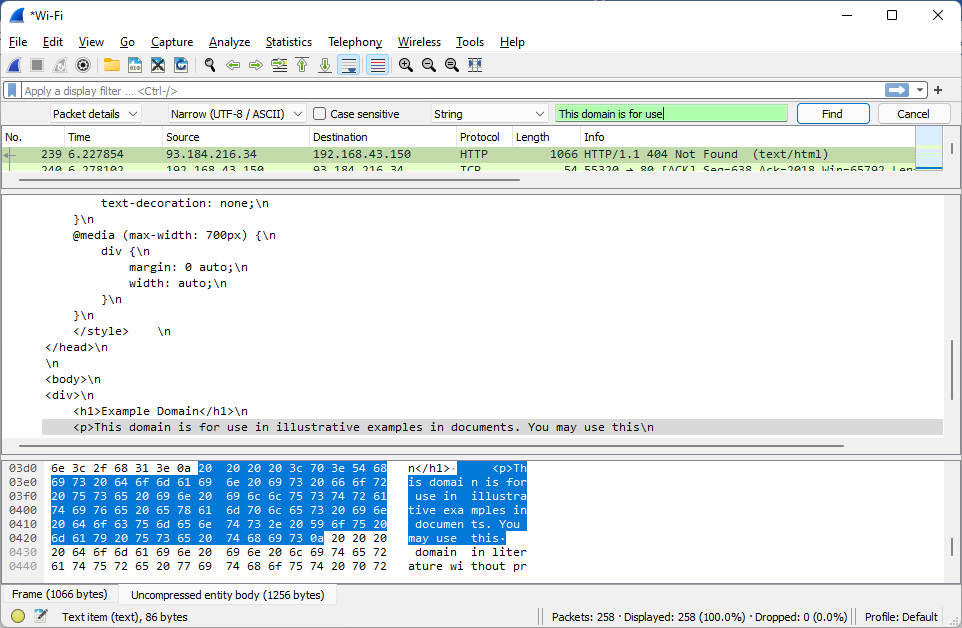 *Wi-Fi
File Edit View Go Capture Analyze Statistics Telephony Wireless Tools Help
Apply a display filter … <Ctrl-/>
Packet details Narrow (UTF-8 / ASCII) Case sensitive String This domain is for use Find Cancel
No. Time Source Destination Protocol Length Info
239 6.227854 93.184.216.34 192.168.43.150 HTTP 1066 HTTP/1.1 404 Not Found (text/html)
240 6.278102 192.168.43.150 93.184.216.34 TCP 54 55320 → 80 [ACK] Seq=638 Ack=2018 Win=65792 Len=
text-decoration: none;\n
}\n
@media (max-width: 700px) {\n
div {\n
margin: 0 auto;\n
width: auto;\n
}\n
}\n
</style> \n
</head>\n
\n
<body>\n
<div>\n
<h1>Example Domain</h1>\n
<p>This domain is for use in illustrative examples in documents. You may use this\n
03d0 6e 3c 2f 68 31 3e 0a 20 20 20 20 3c 70 3e 54 68 n</h1>· <p>Th
03e0 69 73 20 64 6f 6d 61 69 6e 20 69 73 20 66 6f 72 is domai n is for
03f0 20 75 73 65 20 69 6e 20 69 6c 6c 75 73 74 72 61 use in illustra
0400 74 69 76 65 20 65 78 61 6d 70 6c 65 73 20 69 6e tive exa mples in
0410 20 64 6f 63 75 6d 65 6e 74 73 2e 20 59 6f 75 20 documen ts. You
0420 6d 61 79 20 75 73 65 20 74 68 69 73 0a 20 20 20 may use this·
0430 20 64 6f 6d 61 69 6e 20 69 6e 20 6c 69 74 65 72 domain in liter
0440 61 74 75 72 65 20 77 69 74 68 6f 75 74 20 70 72 ature wi thout pr
Frame (1066 bytes) Uncompressed entity body (1256 bytes)
Text item (text), 86 bytes Packets: 258 · Displayed: 258 (100.0%) · Dropped: 0 (0.0%) Profile: Default